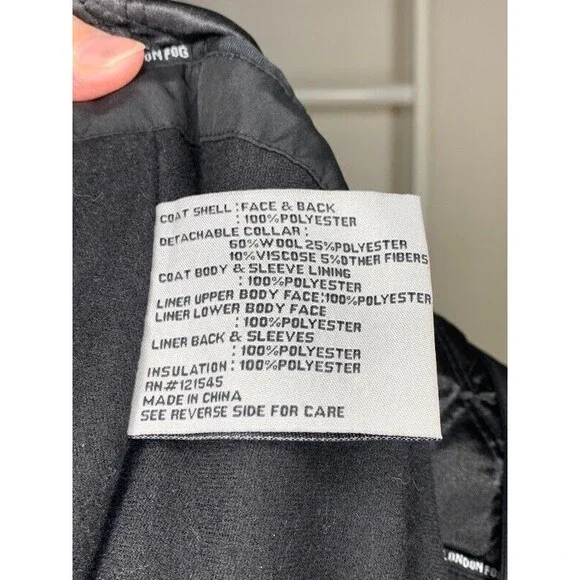 NDON FOG
COAT SHELL : FACE & BACK
: 100%POLYESTER
DETACHABLE COLLAR :
60%WOOL 25%POLYESTER
10%VISCOSE 5%OTHER FIBERS
COAT BODY & SLEEVE LINING
: 100%POLYESTER
LINER UPPER BODY FACE:100%POLYESTER
LINER LOWER BODY FACE
: 100%POLYESTER
LINER BACK & SLEEVES
: 100%POLYESTER
INSULATION : 100%POLYESTER
RN#121545
MADE IN CHINA
SEE REVERSE SIDE FOR CARE
LONDON FOG